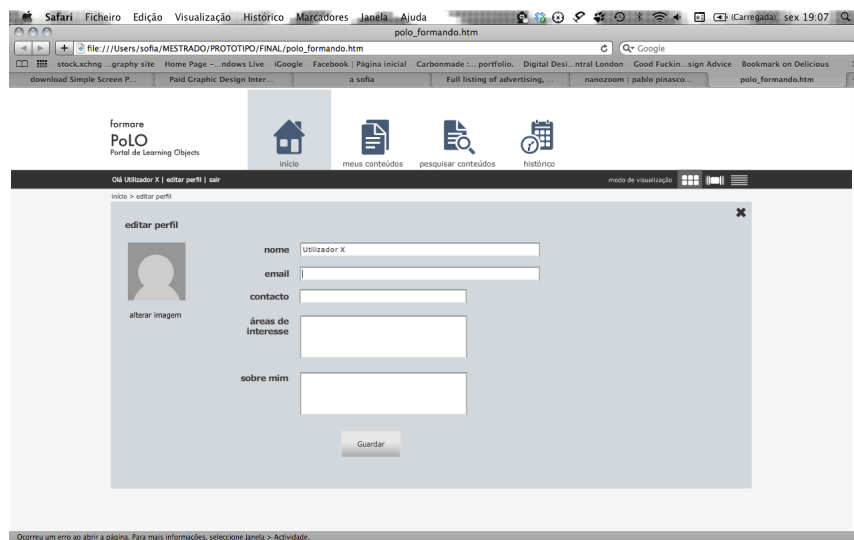 Safari Ficheiro Edição Visualização Histórico Marcadores Janela Ajuda (Carregada) sex 19:07
polo_formando.htm
file:///Users/sofia/MESTRADO/PROTOTIPO/FINAL/polo_formando.htm
Google
stock.xchng ...graphy site Home Page -...ndows Live iGoogle Facebook | Página inicial Carbonmade :... portfolio. Digital Desi...ntral London Good Fuckin...sign Advice Bookmark on Delicious
download Simple Screen P... Paid Graphic Design Inter... a sofia Full listing of advertising, ... nanozoom | pablo pinasco... polo_formando.htm
formare
PoLO
Portal de Learning Objects
início meus conteúdos pesquisar conteúdos histórico
Olá Utilizador X | editar perfil | sair modo de visualização
início > editar perfil
editar perfil
nome Utilizador X
email
contacto
alterar imagem
áreas de
interesse
sobre mim
Guardar
Ocorreu um erro ao abrir a página. Para mais informações, seleccione Janela > Actividade.